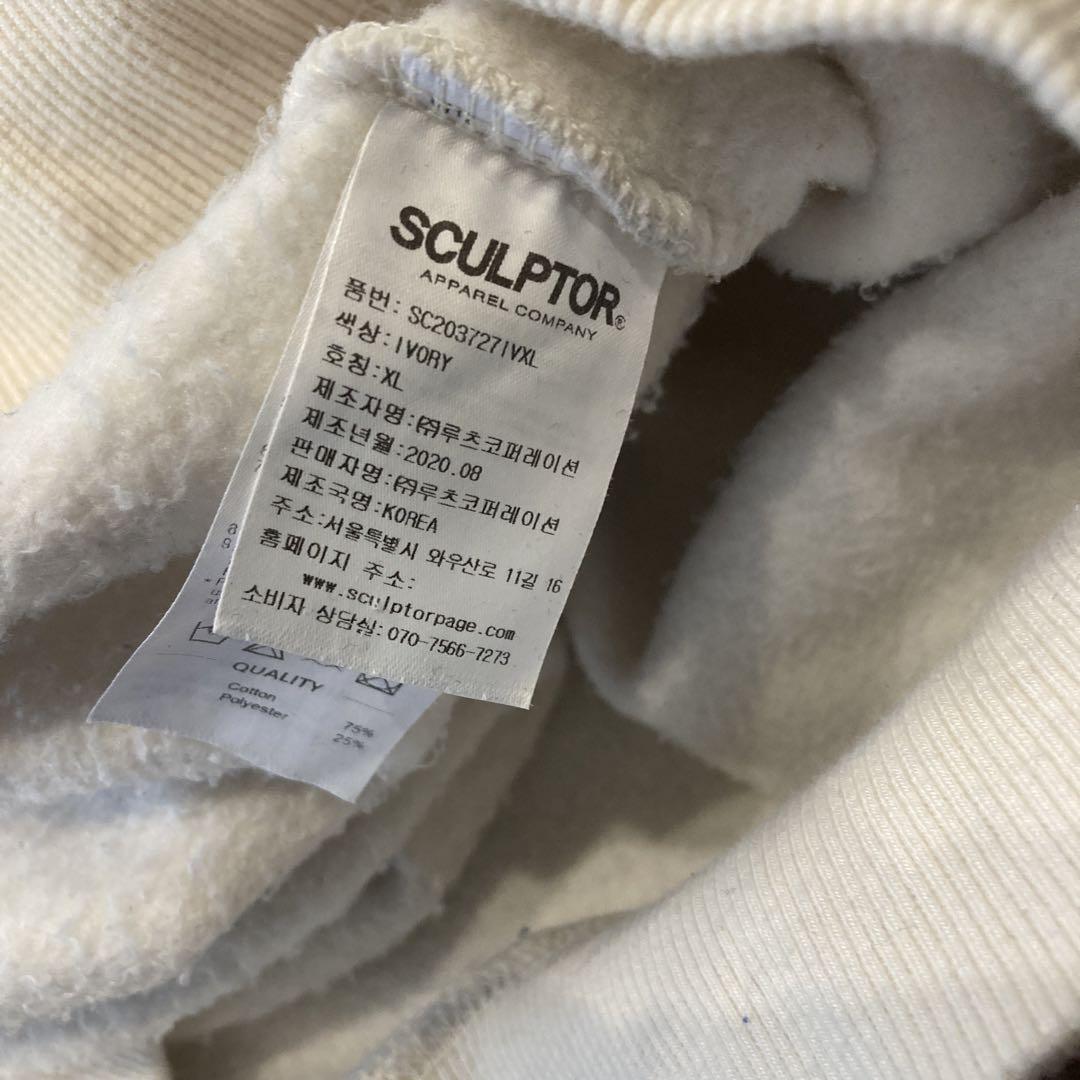 SCULPTOR®
APPAREL COMPANY
품번: SC203727IVXL
색상:IVORY
호칭:XL
제조자명:㈜루츠코퍼레이션
제조년월:2020.08
판매자명:㈜루츠코퍼레이션
제조국명:KOREA
주소:서울특별시 와우산로 11길 16
홈페이지 주소:
www.sculptorpage.com
소비자 상담실: 070-7566-7273
QUALITY
Cotton 75%
Polyester 25%